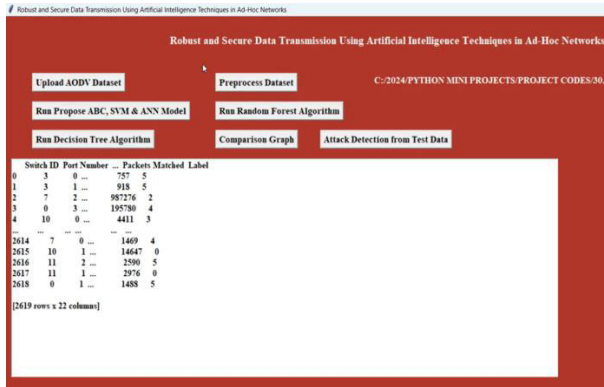 Robust and Secure Data Transmission Using Artificial Intelligence Techniques in Ad-Hoc Networks
Robust and Secure Data Transmission Using Artificial Intelligence Techniques in Ad-Hoc Networks
Upload AODV Dataset Preprocess Dataset C:/2024/PYTHON MINI PROJECTS/PROJECT CODES/30.
Run Propose ABC, SVM & ANN Model Run Random Forest Algorithm
Run Decision Tree Algorithm Comparison Graph Attack Detection from Test Data
Switch ID Port Number ... Packets Matched Label
0 3 0 ... 757 5
1 3 1 ... 918 5
2 7 2 ... 987276 2
3 0 3 ... 195780 4
4 10 0 ... 4411 3
... ... ... ... ... ...
2614 7 0 ... 1469 4
2615 10 1 ... 14647 0
2616 11 2 ... 2590 5
2617 11 1 ... 2976 0
2618 0 1 ... 1488 5
[2619 rows x 22 columns]